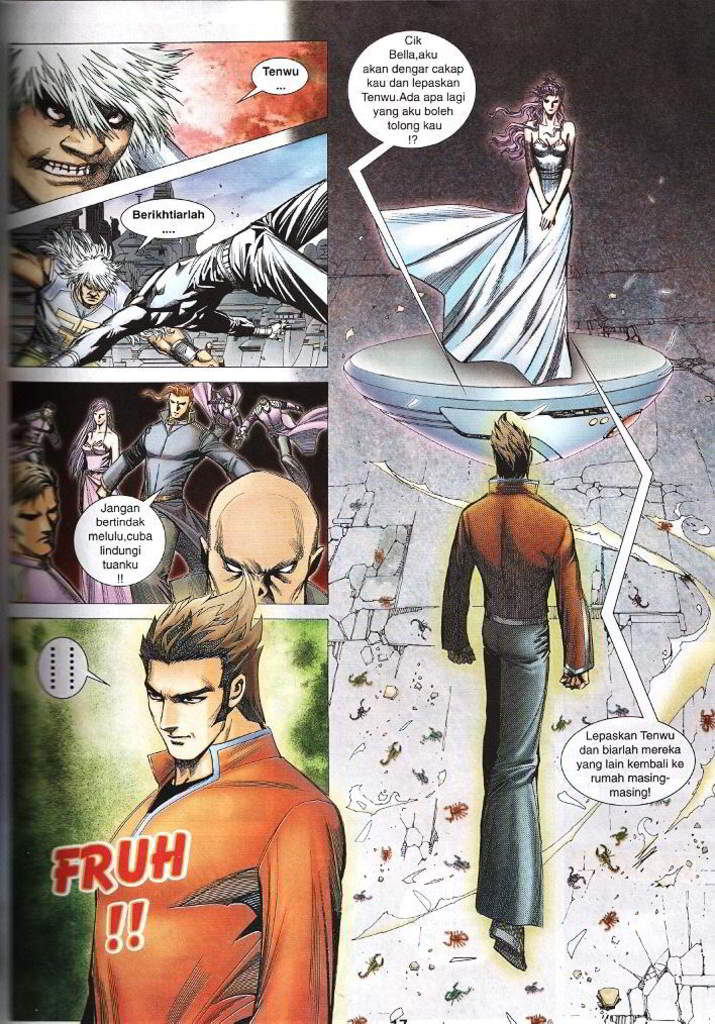 Tenwu
...
Berikhtiarlah
....
Jangan
bertindak
melulu,cuba
lindungi
tuanku
!!
FRUH
!!
Cik
Bella,aku
akan dengar cakap
kau dan lepaskan
Tenwu.Ada apa lagi
yang aku boleh
tolong kau
!?
Lepaskan Tenwu
dan biarlah mereka
yang lain kembali ke
rumah masing-
masing!